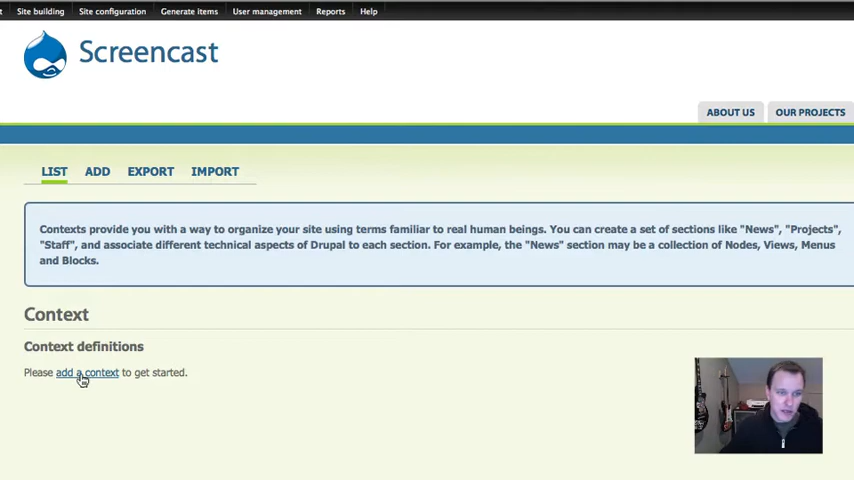 Site building Site configuration Generate items User management Reports Help
Screencast
ABOUT US OUR PROJECTS
LIST ADD EXPORT IMPORT
Contexts provide you with a way to organize your site using terms familiar to real human beings. You can create a set of sections like "News", "Projects",
"Staff", and associate different technical aspects of Drupal to each section. For example, the "News" section may be a collection of Nodes, Views, Menus
and Blocks.
Context
Context definitions
Please add a context to get started.